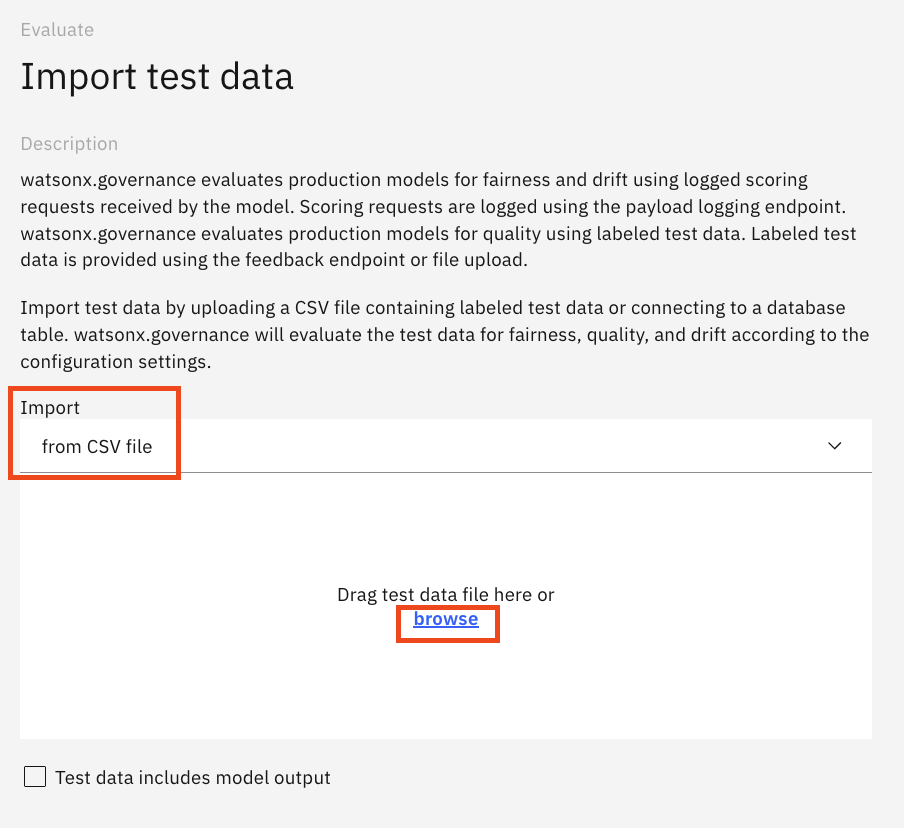 Evaluate
Import test data
Description
watsonx.governance evaluates production models for fairness and drift using logged scoring
requests received by the model. Scoring requests are logged using the payload logging endpoint.
watsonx.governance evaluates production models for quality using labeled test data. Labeled test
data is provided using the feedback endpoint or file upload.
Import test data by uploading a CSV file containing labeled test data or connecting to a database
table. watsonx.governance will evaluate the test data for fairness, quality, and drift according to the
configuration settings.
Import
from CSV file
Drag test data file here or
browse
Test data includes model output